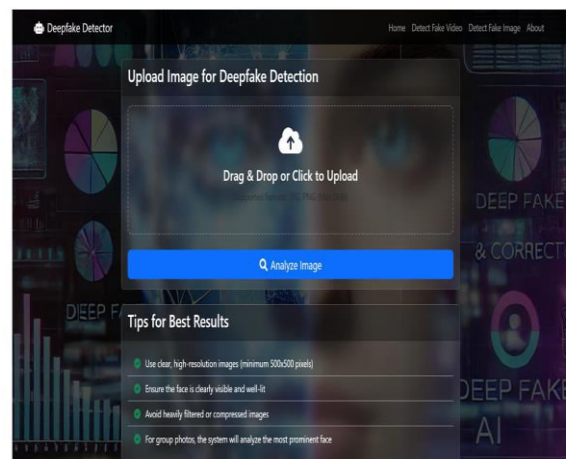 Deepfake Detector
Home Detect Fake Video Detect Fake Image About
Upload Image for Deepfake Detection
Drag & Drop or Click to Upload
DEEP FAKE
& CORRECT
Analyze Image
DEEP FA
Tips for Best Results
Use clear, high-resolution images (minimum 500x500 pixels)
Ensure the face is clearly visible and well-lit
DEEP FAKE
Avoid heavily filtered or compressed images
AI
For group photos, the system will analyze the most prominent face